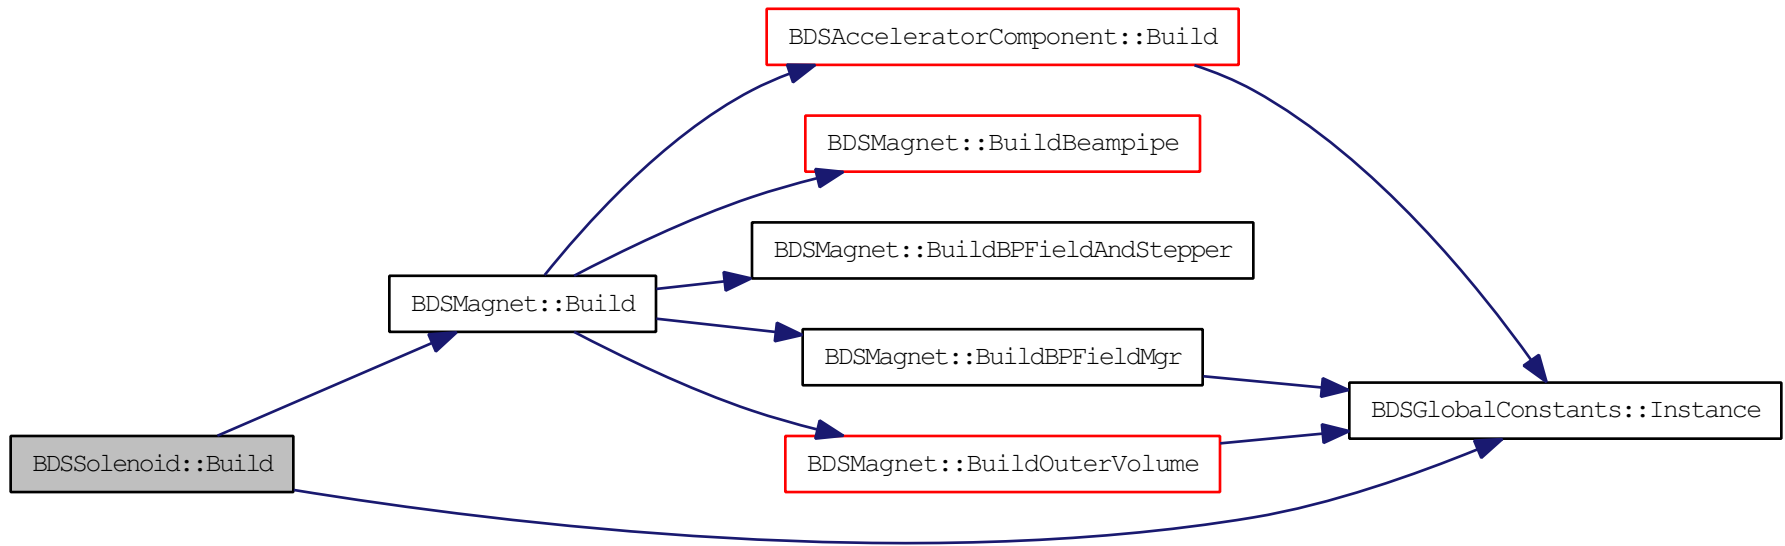 BDSAcceleratorComponent::Build
BDSMagnet::BuildBeampipe
BDSMagnet::BuildBPFieldAndStepper
BDSMagnet::Build
BDSMagnet::BuildBPFieldMgr
BDSGlobalConstants::Instance
BDSSolenoid::Build
BDSMagnet::BuildOuterVolume